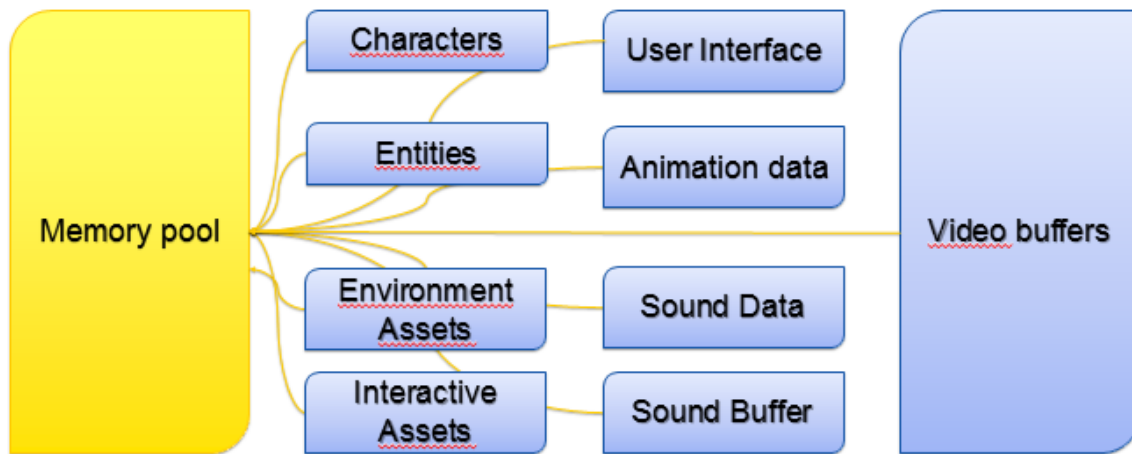 Memory pool
Characters
Entities
Environment
Assets
Interactive
Assets
User Interface
Animation data
Sound Data
Sound Buffer
Video buffers